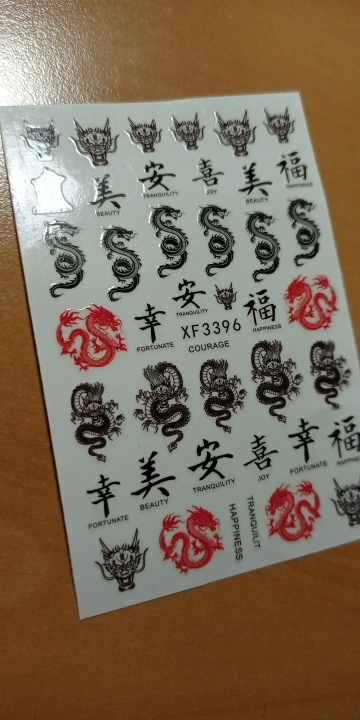 美 安 喜 美 福
BEAUTY TRANQUILITY JOY BEAUTY HAPPINESS
幸 安 福
FORTUNATE TRANQUILITY HAPPINESS
XF3396
COURAGE
幸 美 安 喜 幸 福
FORTUNATE BEAUTY TRANQUILITY JOY FORTUNATE
HAPPINESS
TRANQUILIT